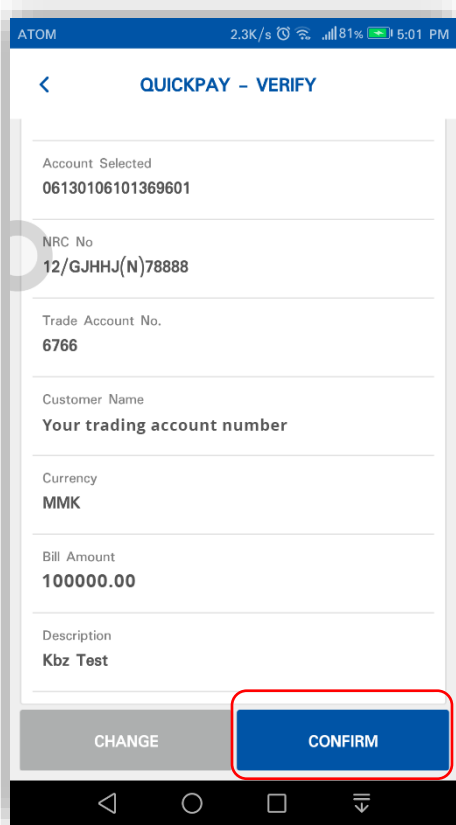 ATOM 2.3K/s 81% 5:01 PM
QUICKPAY – VERIFY
Account Selected
06130106101369601
NRC No
12/GJHHJ(N)78888
Trade Account No.
6766
Customer Name
Your trading account number
Currency
MMK
Bill Amount
100000.00
Description
Kbz Test
CHANGE CONFIRM